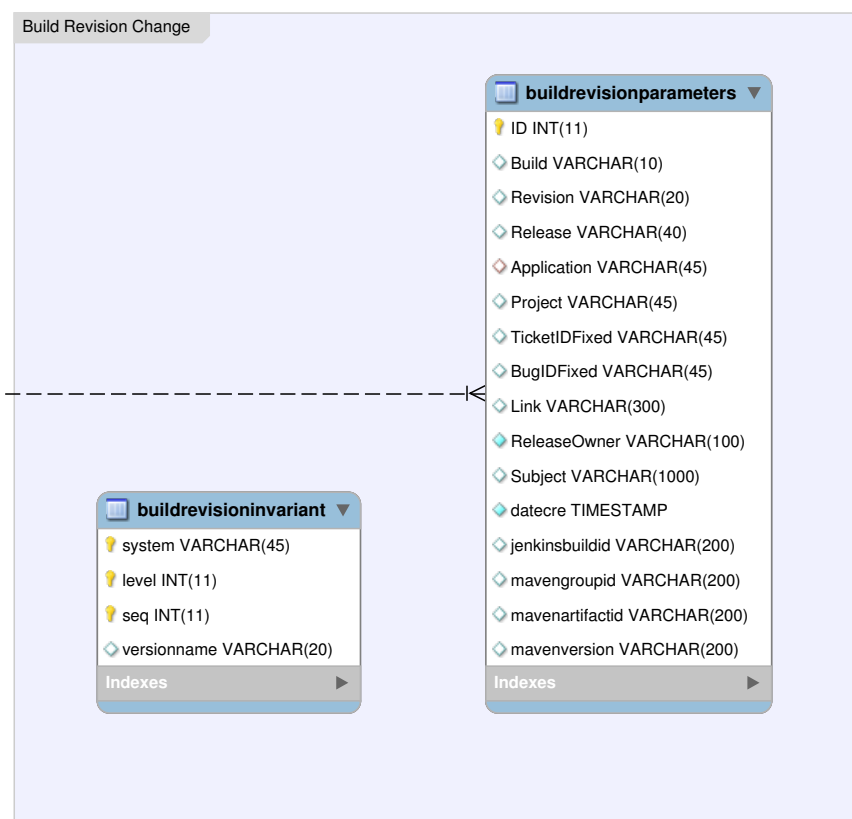 Build Revision Change
buildrevisionparameters
ID INT(11)
Build VARCHAR(10)
Revision VARCHAR(20)
Release VARCHAR(40)
Application VARCHAR(45)
Project VARCHAR(45)
TicketIDFixed VARCHAR(45)
BugIDFixed VARCHAR(45)
Link VARCHAR(300)
ReleaseOwner VARCHAR(100)
Subject VARCHAR(1000)
datecre TIMESTAMP
jenkinsbuildid VARCHAR(200)
mavengroupid VARCHAR(200)
mavenartifactid VARCHAR(200)
mavenversion VARCHAR(200)
Indexes
buildrevisioninvariant
system VARCHAR(45)
level INT(11)
seq INT(11)
versionname VARCHAR(20)
Indexes